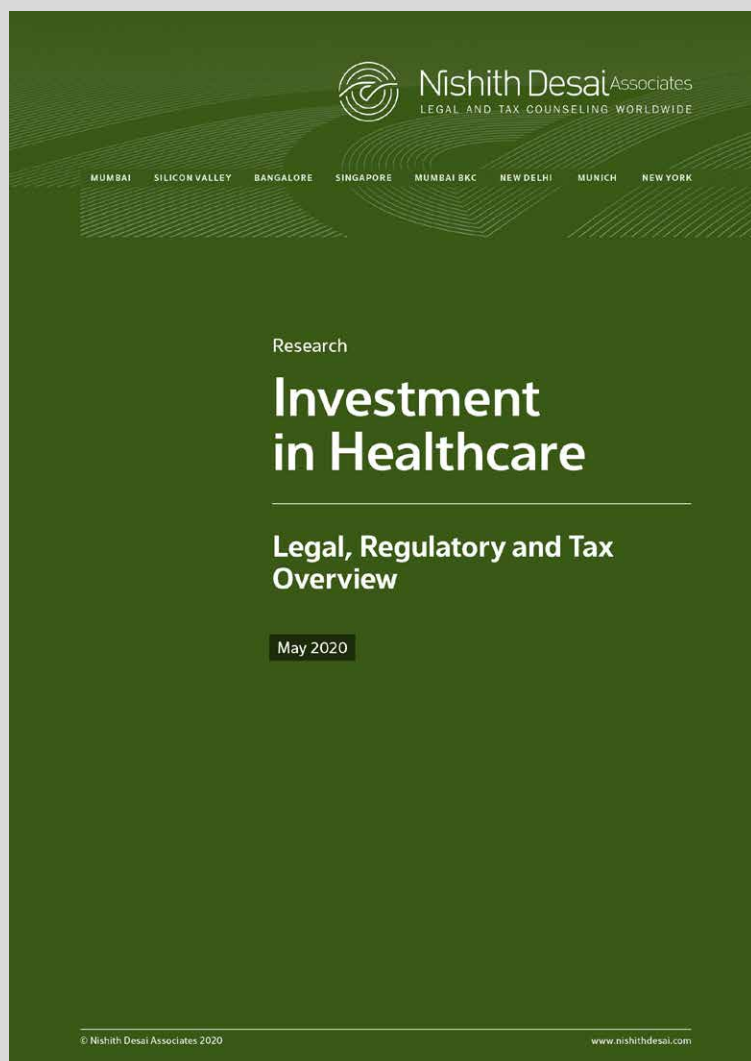 Nishith Desai Associates
LEGAL AND TAX COUNSELING WORLDWIDE
MUMBAI SILICON VALLEY BANGALORE SINGAPORE MUMBAI BKC NEW DELHI MUNICH NEW YORK
Research
Investment
in Healthcare
Legal, Regulatory and Tax
Overview
May 2020
© Nishith Desai Associates 2020 www.nishithdesai.com